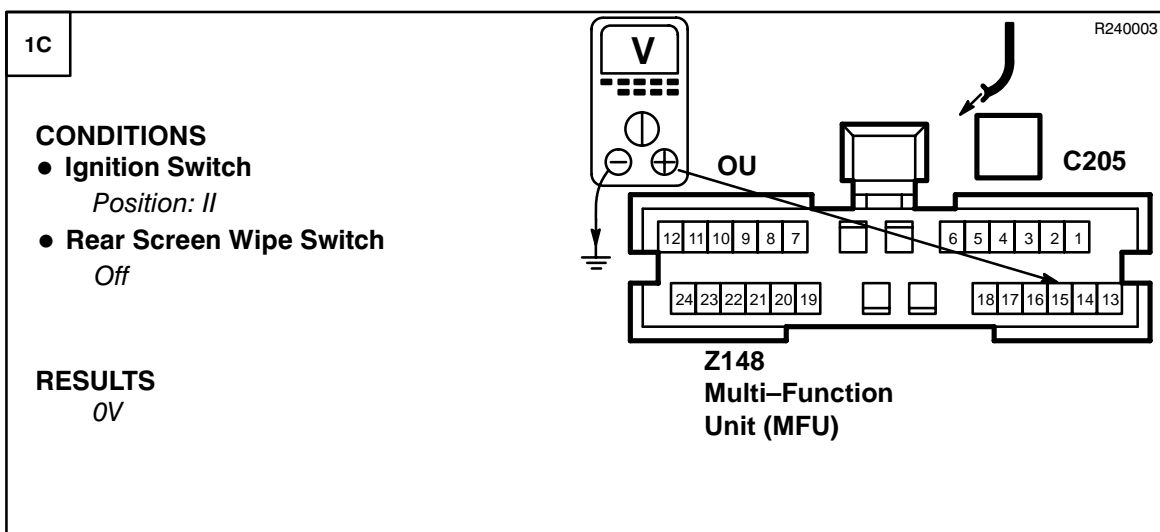 1C
R240003
V
CONDITIONS
● Ignition Switch
Position: II
● Rear Screen Wipe Switch
Off
RESULTS
0V
OU
C205
12 11 10 9 8 7 6 5 4 3 2 1
24 23 22 21 20 19 18 17 16 15 14 13
Z148
Multi–Function
Unit (MFU)